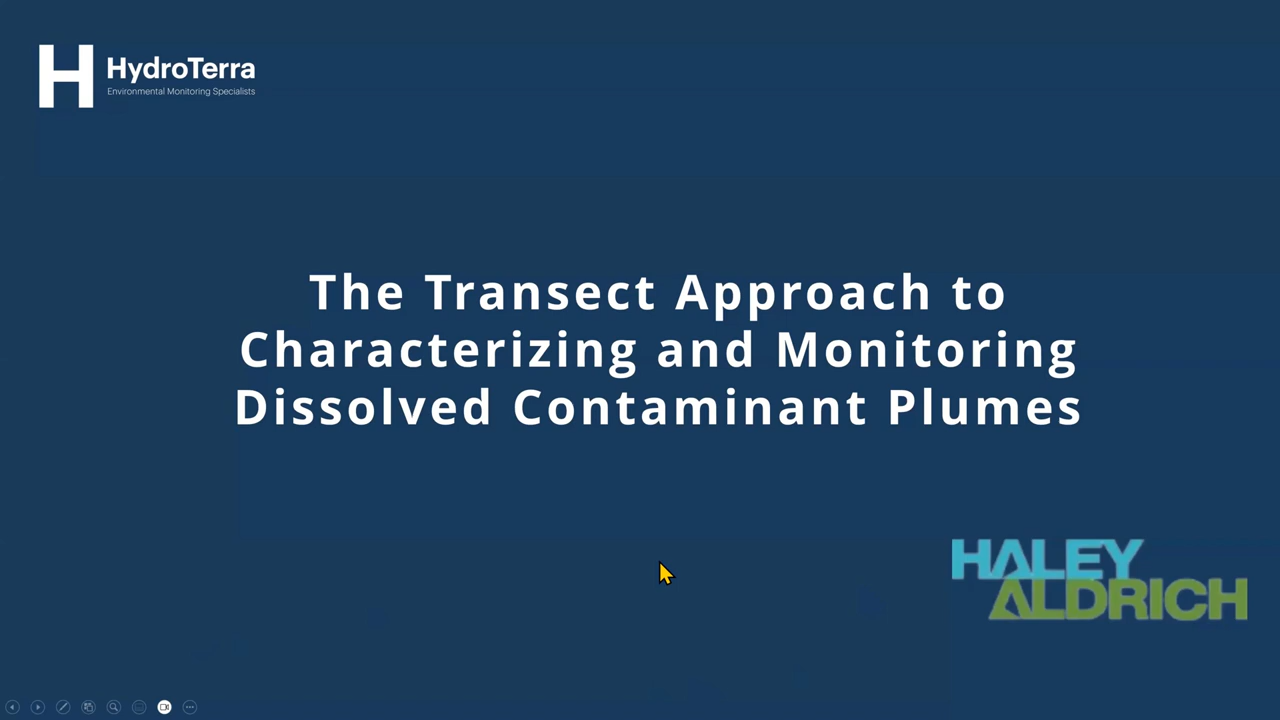 HydroTerra
Environmental Monitoring Specialists
The Transect Approach to
Characterizing and Monitoring
Dissolved Contaminant Plumes
HALEY
ALDRICH